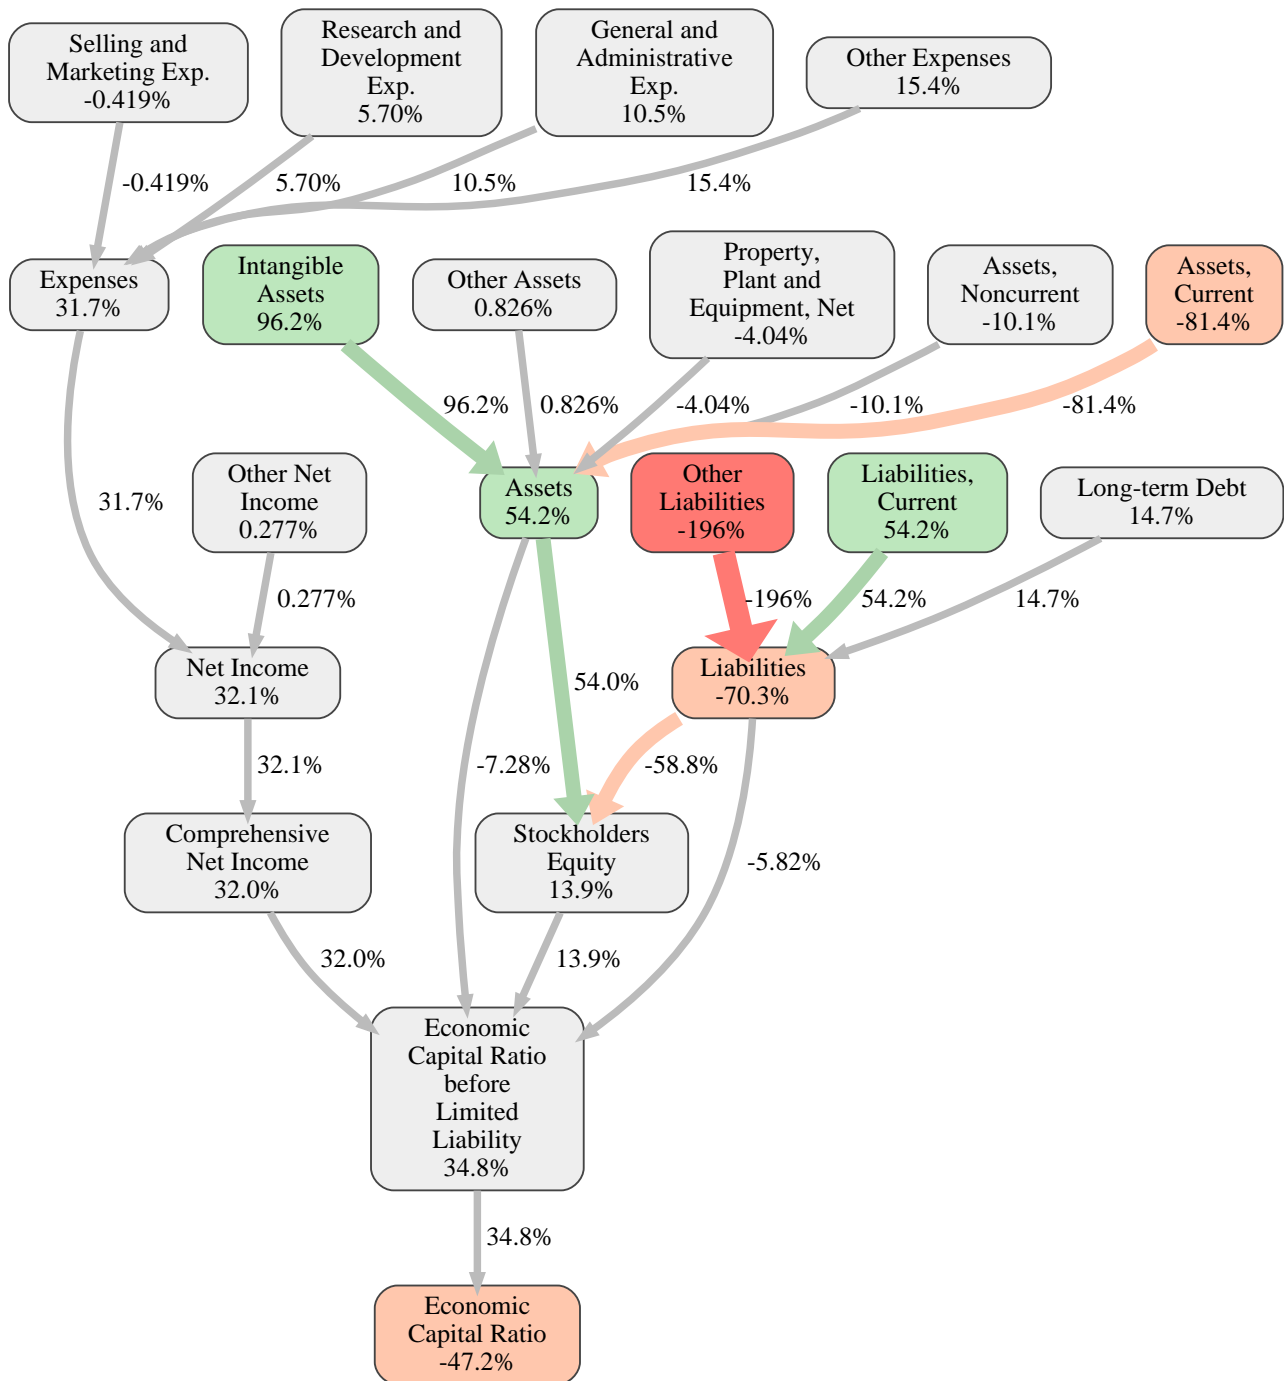 Selling and
Marketing Exp.
-0.419%
Research and
Development
Exp.
5.70%
General and
Administrative
Exp.
10.5%
Other Expenses
15.4%
-0.419%
5.70%
10.5%
15.4%
Expenses
31.7%
Intangible
Assets
96.2%
Other Assets
0.826%
Property,
Plant and
Equipment, Net
-4.04%
Assets,
Noncurrent
-10.1%
Assets,
Current
-81.4%
96.2%
0.826%
-4.04%
-10.1%
-81.4%
31.7%
Other Net
Income
0.277%
Assets
54.2%
Other
Liabilities
-196%
Liabilities,
Current
54.2%
Long-term Debt
14.7%
0.277%
-196%
54.2%
14.7%
Net Income
32.1%
54.0%
Liabilities
-70.3%
32.1%
-7.28%
-58.8%
Comprehensive
Net Income
32.0%
Stockholders
Equity
13.9%
-5.82%
32.0%
13.9%
Economic
Capital Ratio
before
Limited
Liability
34.8%
34.8%
Economic
Capital Ratio
-47.2%